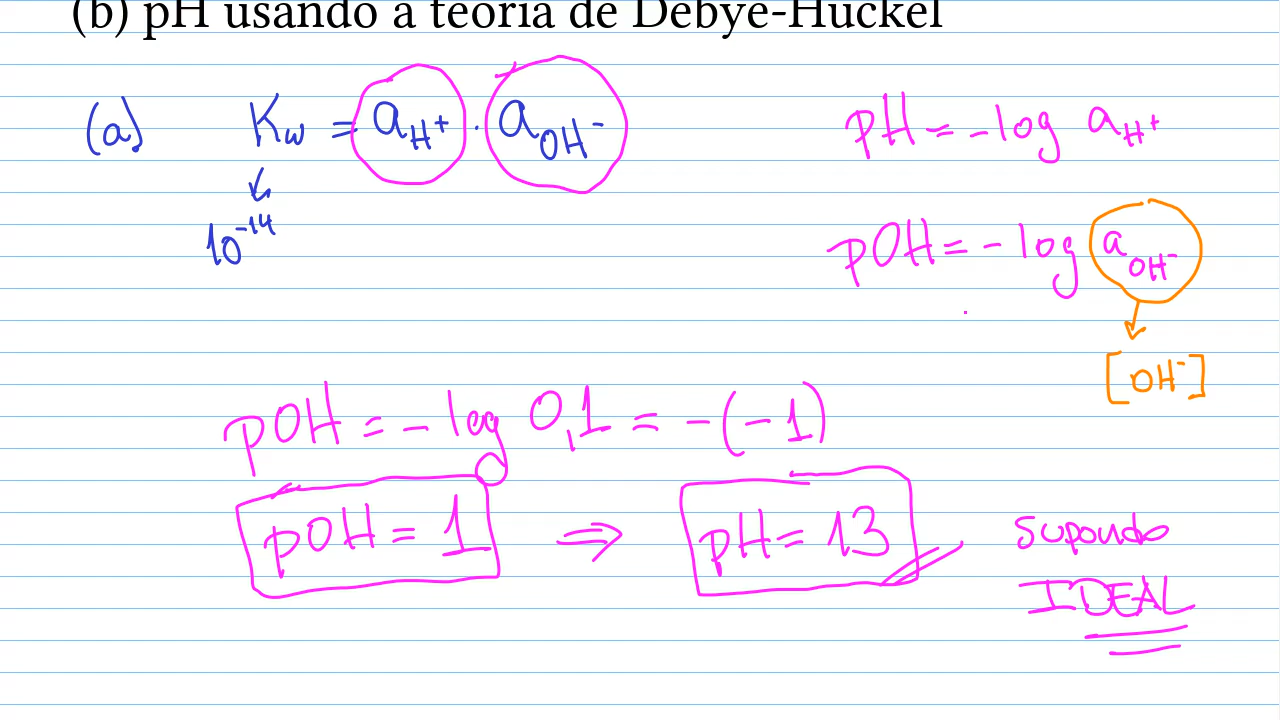 (b) pH usando a teoria de Debye-Hückel
(a) Kw = aH+ · aOH-
pH = -log aH+
10^-14
pOH = -log aOH-
[OH-]
pOH = -log 0,1 = -(-1)
pOH = 1 ⇒ pH = 13
supondo
IDEAL